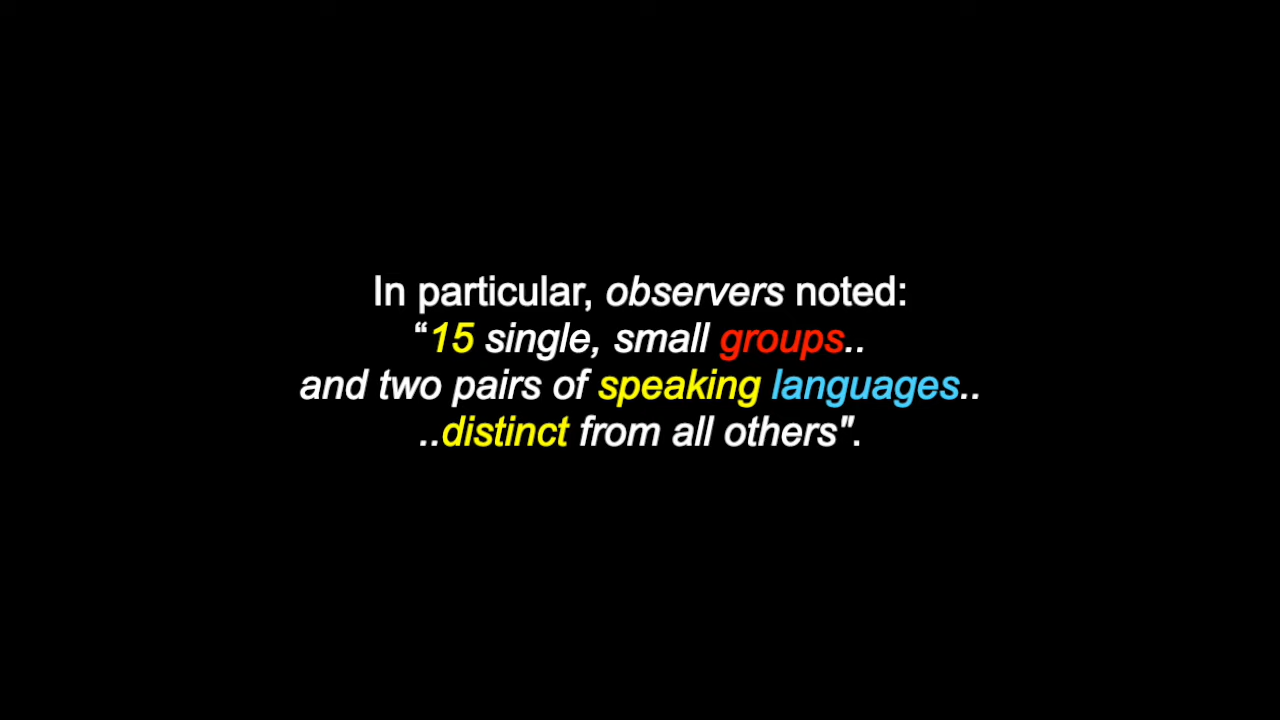 In particular, observers noted:
“15 single, small groups..
and two pairs of speaking languages..
..distinct from all others".